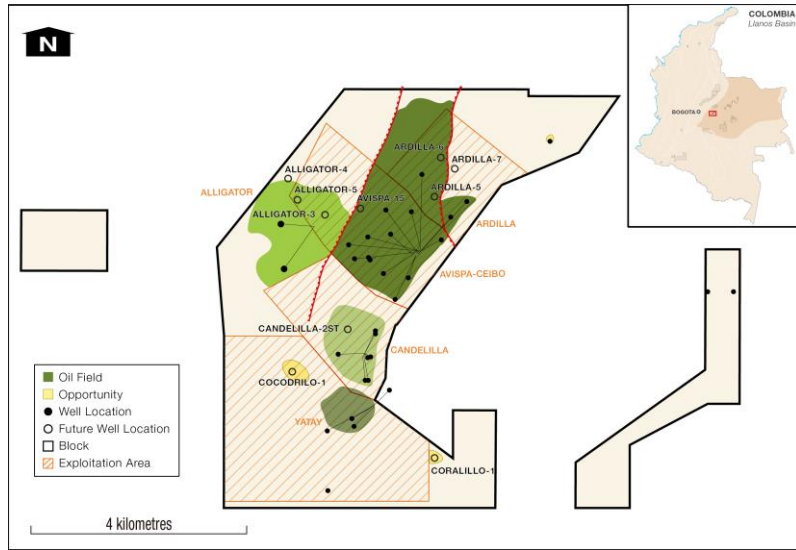 N
COLOMBIA
Llanos Basin
BOGOTA
ARDILLA-6
ALLIGATOR-4
ARDILLA-7
ALLIGATOR
ALLIGATOR-5
AVISPA-15
ARDILLA-5
ALLIGATOR-3
ARDILLA
AVISPA-CEIBO
CANDELILLA-2ST
CANDELILLA
COCODRILO-1
YATAY
CORALILLO-1
Oil Field
Opportunity
Well Location
Future Well Location
Block
Exploitation Area
4 kilometres